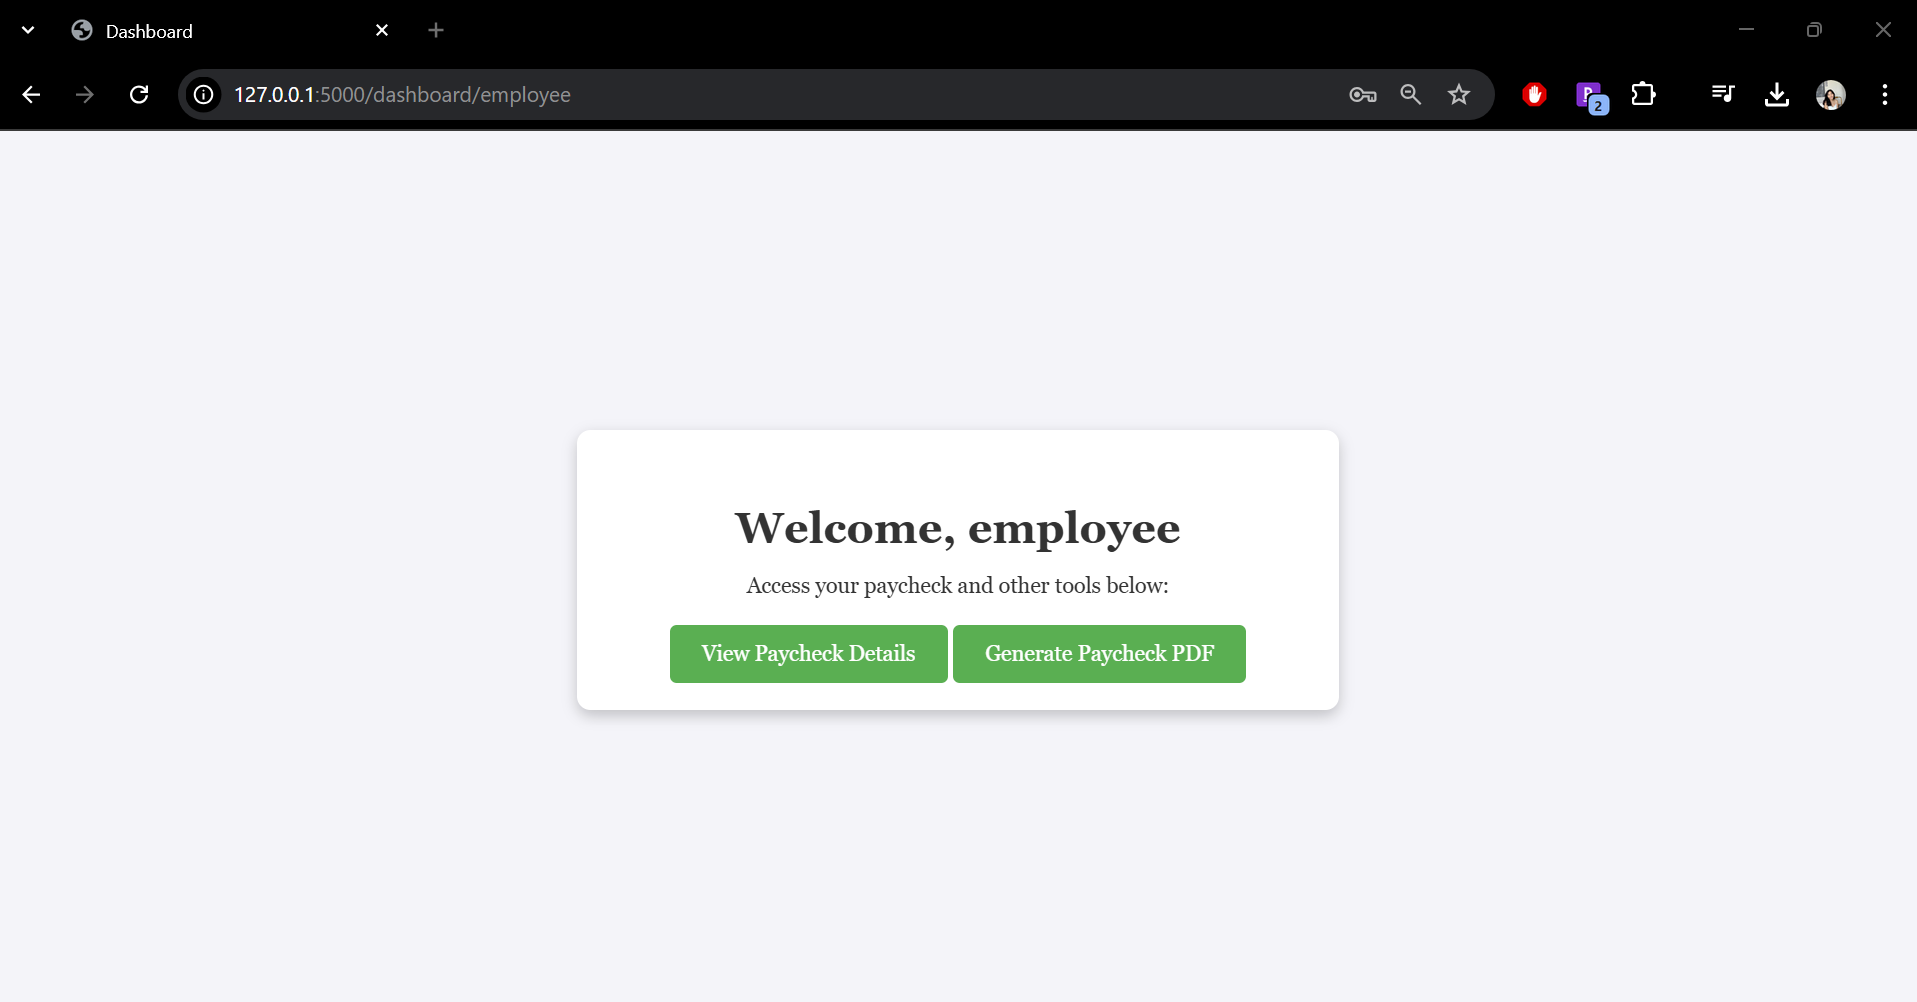 Dashboard
127.0.0.1:5000/dashboard/employee
2
Welcome, employee
Access your paycheck and other tools below:
View Paycheck Details Generate Paycheck PDF